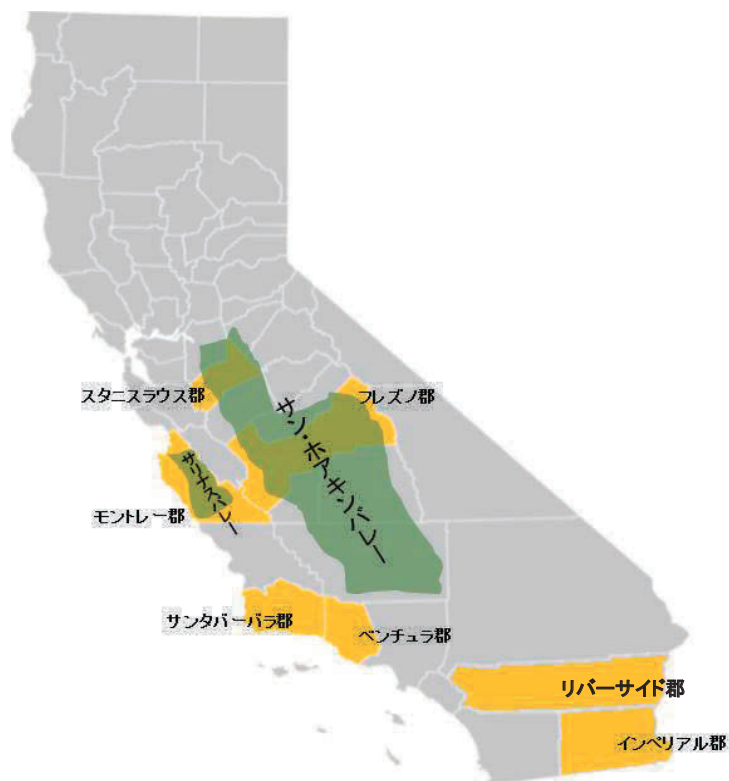 スタニスラウス郡
フレズノ郡
サン・ホアキンバレー
サリナスバレー
モントレー郡
サンタバーバラ郡
ベンチュラ郡
リバーサイド郡
インペリアル郡